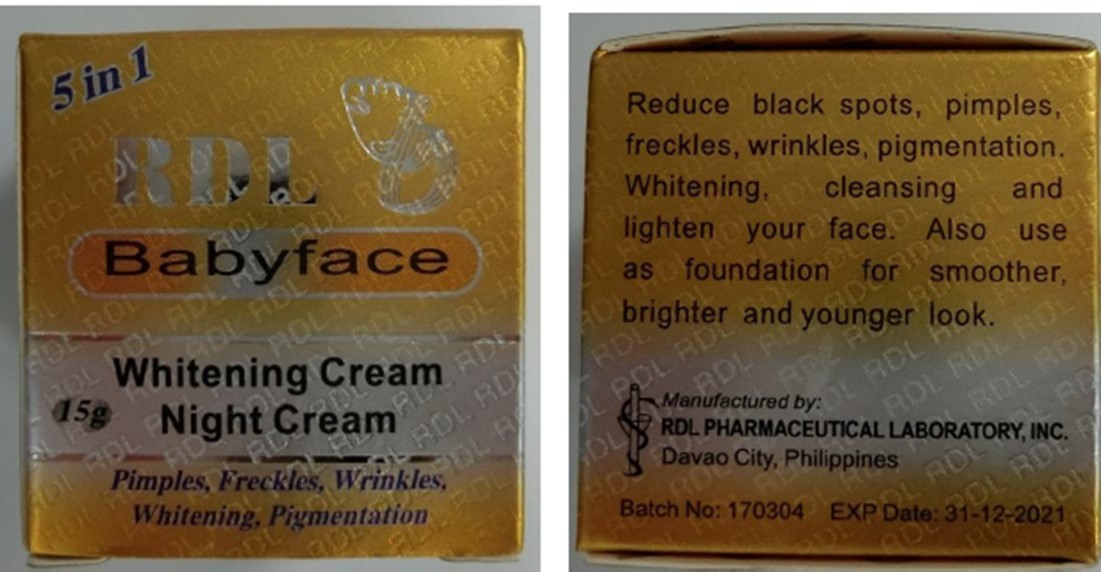 5 in 1
RDL
Babyface
Whitening Cream
Night Cream
15g
Pimples, Freckles, Wrinkles,
Whitening, Pigmentation
Reduce black spots, pimples,
freckles, wrinkles, pigmentation.
Whitening, cleansing and
lighten your face. Also use
as foundation for smoother,
brighter and younger look.
Manufactured by:
RDL PHARMACEUTICAL LABORATORY, INC.
Davao City, Philippines
Batch No: 170304 EXP Date: 31-12-2021